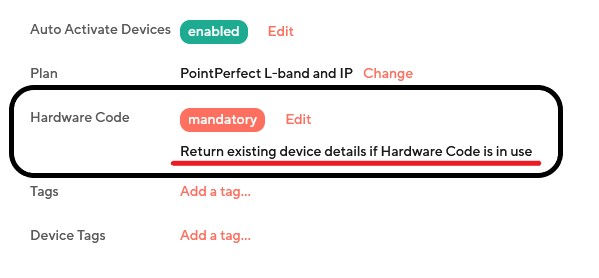 Auto Activate Devices enabled Edit
Plan PointPerfect L-band and IP Change
Hardware Code mandatory Edit
Return existing device details if Hardware Code is in use
Tags Add a tag...
Device Tags Add a tag...